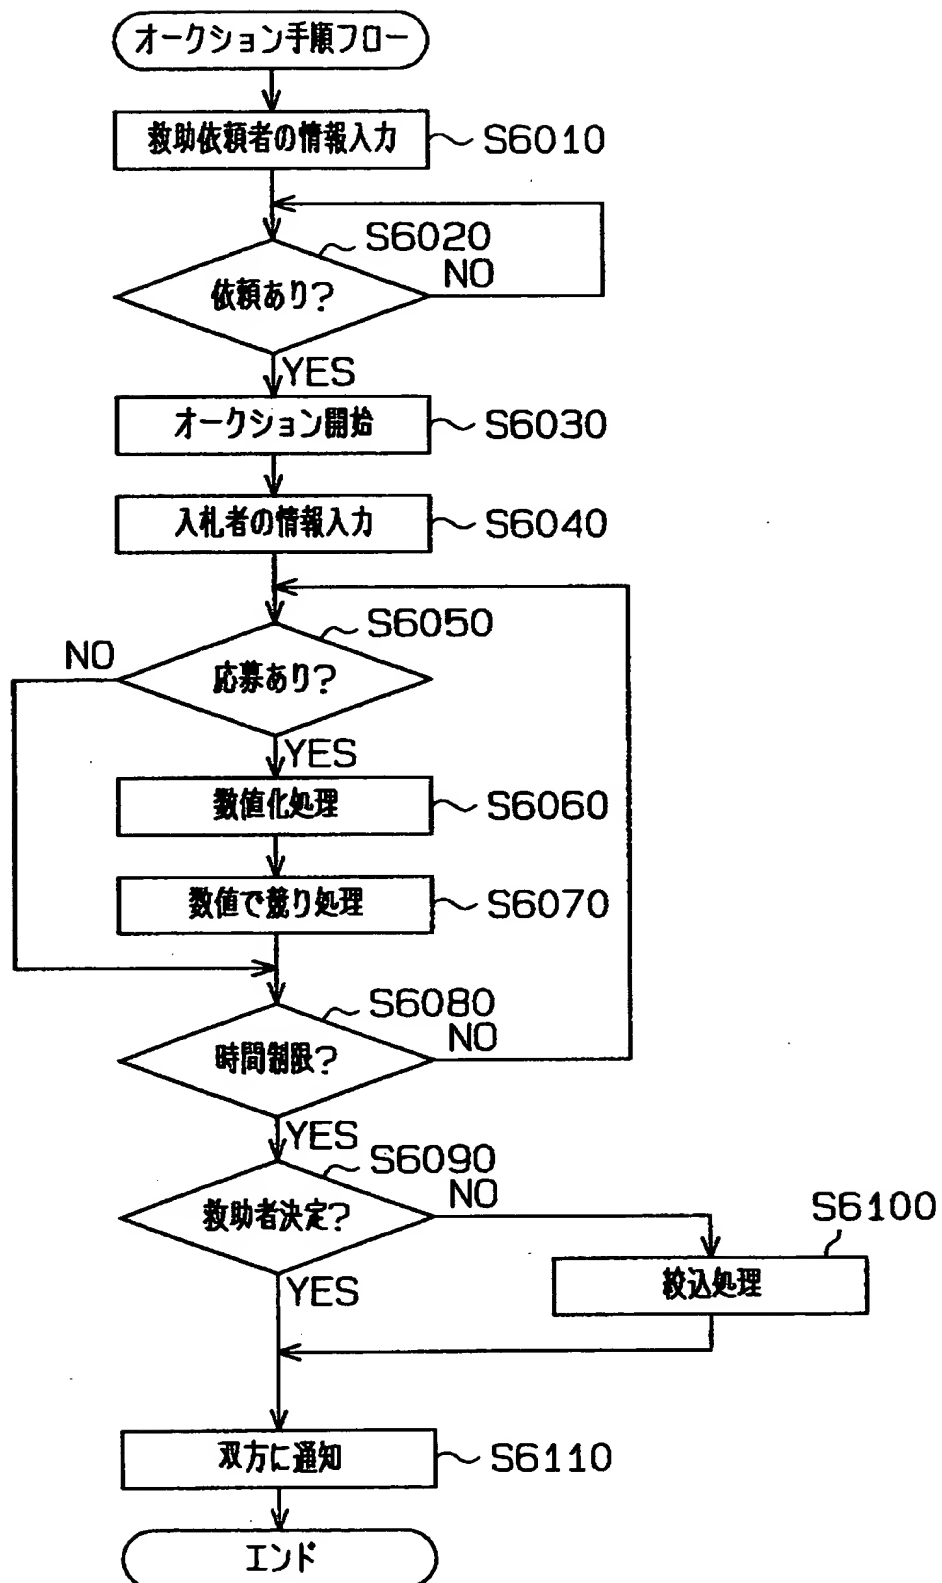 オークション手順フロー
救助依頼者の情報入力
S6010
S6020
NO
依頼あり?
YES
オークション開始
S6030
入札者の情報入力
S6040
S6050
NO
応募あり?
YES
数値化処理
S6060
数値で競り処理
S6070
S6080
NO
時間制限?
YES
S6090
NO
救助者決定?
S6100
YES
絞込処理
双方に通知
S6110
エンド